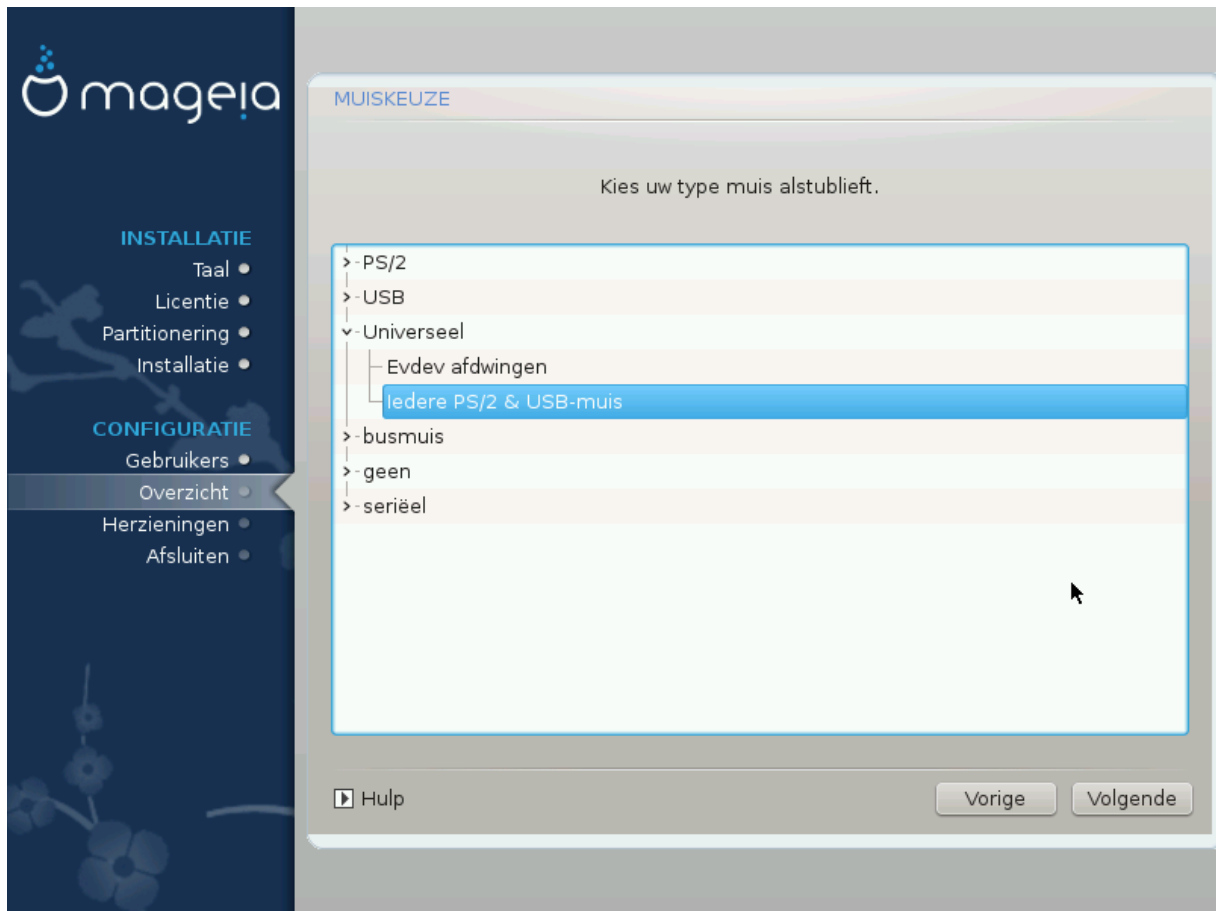 mageia
INSTALLATIE
Taal
Licentie
Partitionering
Installatie
CONFIGURATIE
Gebruikers
Overzicht
Herzieningen
Afsluiten
MUISKEUZE
Kies uw type muis alstublieft.
PS/2
USB
Universeel
Evdev afdwingen
Iedere PS/2 & USB-muis
busmuis
geen
seriëel
Hulp
Vorige
Volgende